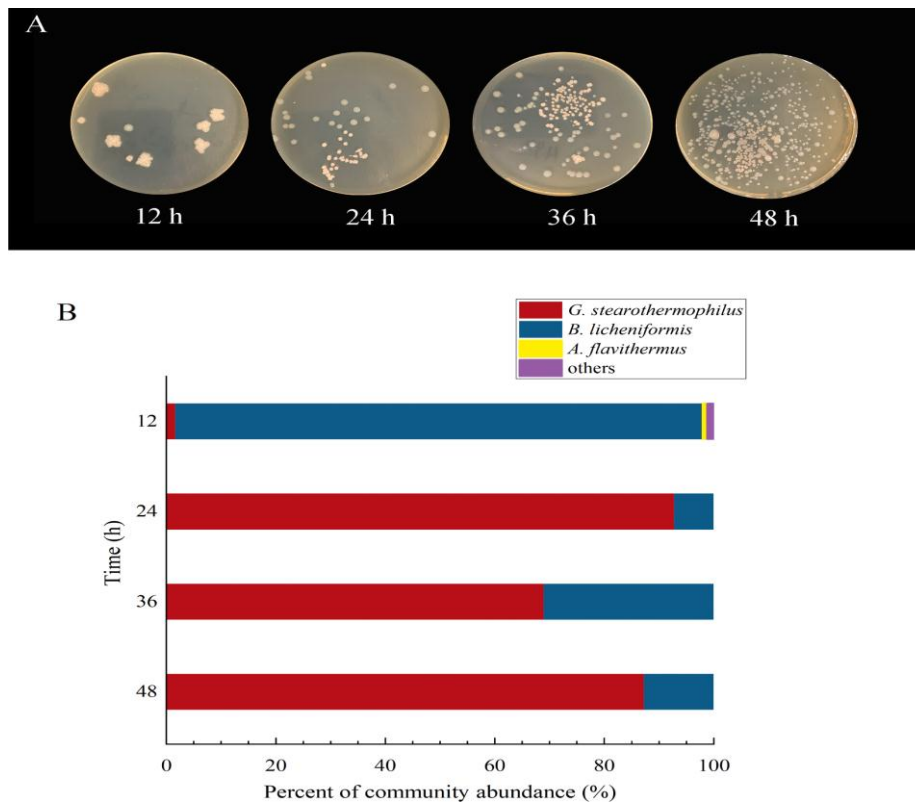 A
12 h
24 h
36 h
48 h
B
G. stearothermophilus
B. licheniformis
A. flavithermus
others
12
24
36
48
Time (h)
0
20
40
60
80
100
Percent of community abundance (%)